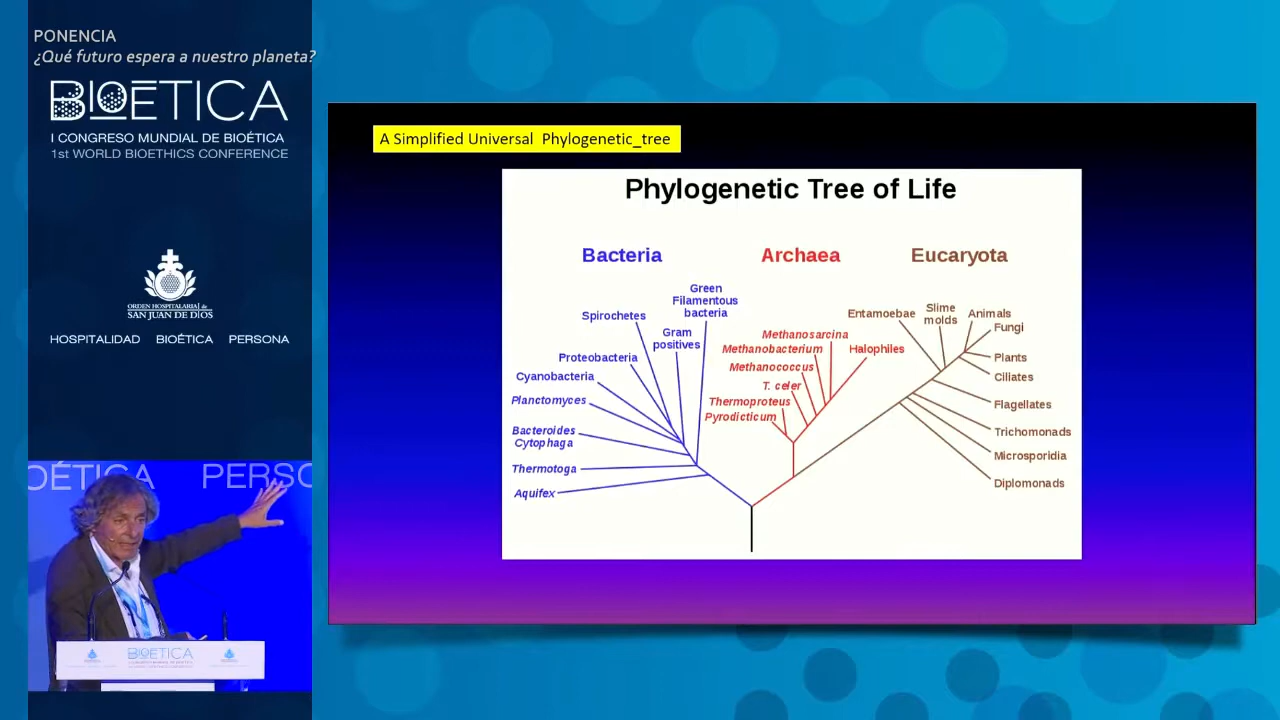 PONENCIA
¿Qué futuro espera a nuestro planeta?
BIOETICA
I CONGRESO MUNDIAL DE BIOÉTICA
1st WORLD BIOETHICS CONFERENCE
ORDEN HOSPITALARIA de
SAN JUAN DE DIOS
HOSPITALIDAD BIOÉTICA PERSONA
A Simplified Universal Phylogenetic_tree
Phylogenetic Tree of Life
Bacteria
Archaea
Eucaryota
Green
Filamentous
bacteria
Spirochetes
Gram
positives
Proteobacteria
Cyanobacteria
Planctomyces
Bacteroides
Cytophaga
Thermotoga
Aquifex
Methanosarcina
Methanobacterium
Halophiles
Methanococcus
T. celer
Thermoproteus
Pyrodicticum
Entamoebae
Slime
molds
Animals
Fungi
Plants
Ciliates
Flagellates
Trichomonads
Microsporidia
Diplomonads
OÉTICA PERSO
BIOETICA